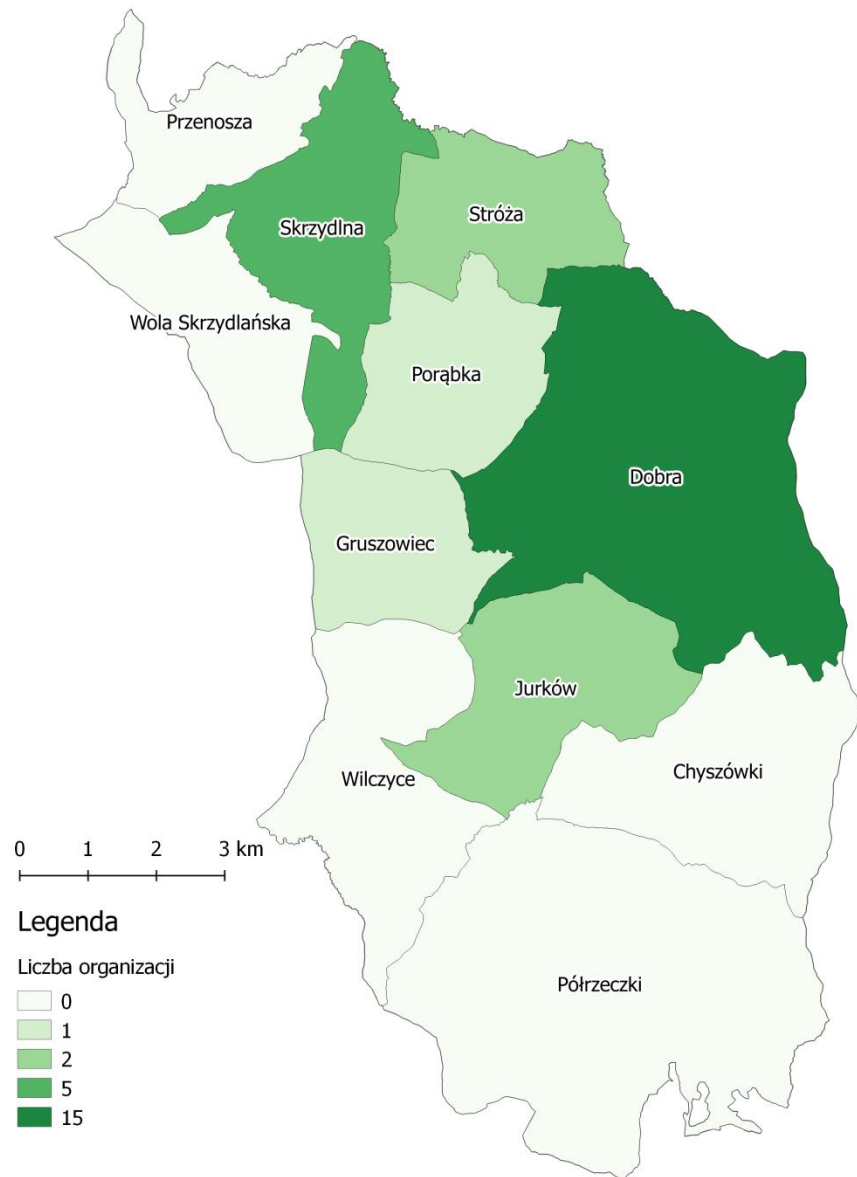 Przenosza
Stróża
Skrzydlna
Wola Skrzydlańska
Porąbka
Dobra
Gruszowiec
Jurków
Chyszówki
Wilczyce
0 1 2 3 km
Legenda
Liczba organizacji
Półrzeczki
0
1
2
5
15